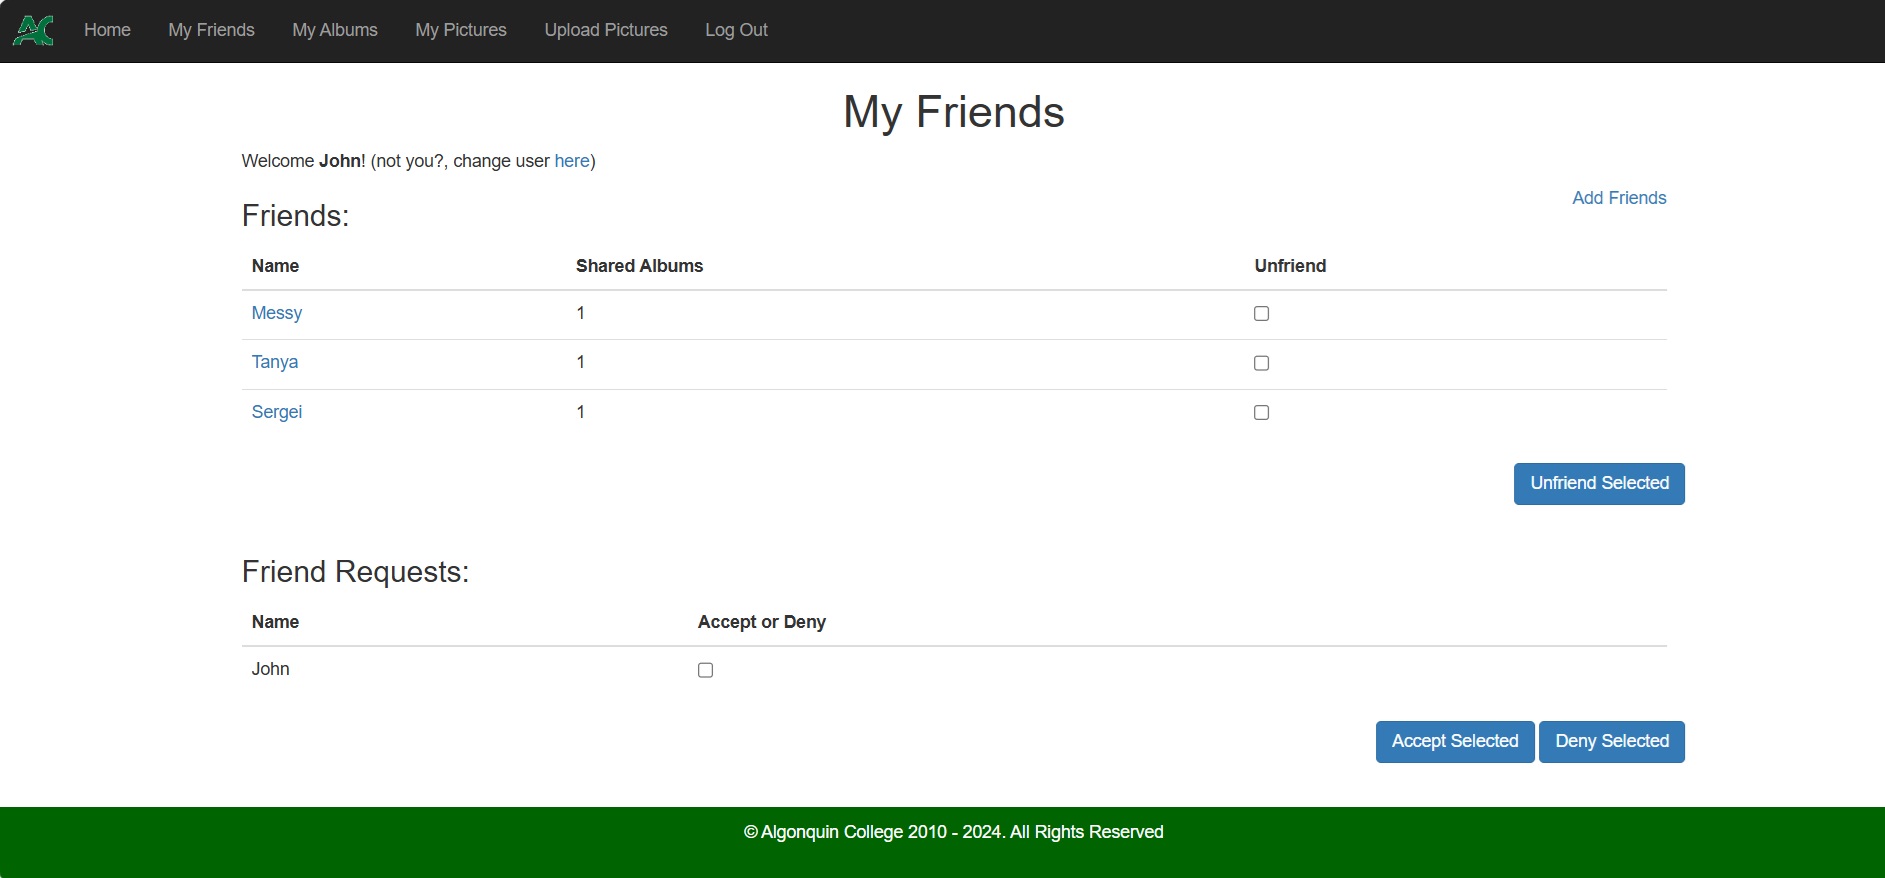 AC Home My Friends My Albums My Pictures Upload Pictures Log Out
My Friends
Welcome John! (not you?, change user here)
Add Friends
Friends:
Name Shared Albums Unfriend
Messy 1
Tanya 1
Sergei 1
Unfriend Selected
Friend Requests:
Name Accept or Deny
John
Accept Selected Deny Selected
© Algonquin College 2010 - 2024. All Rights Reserved